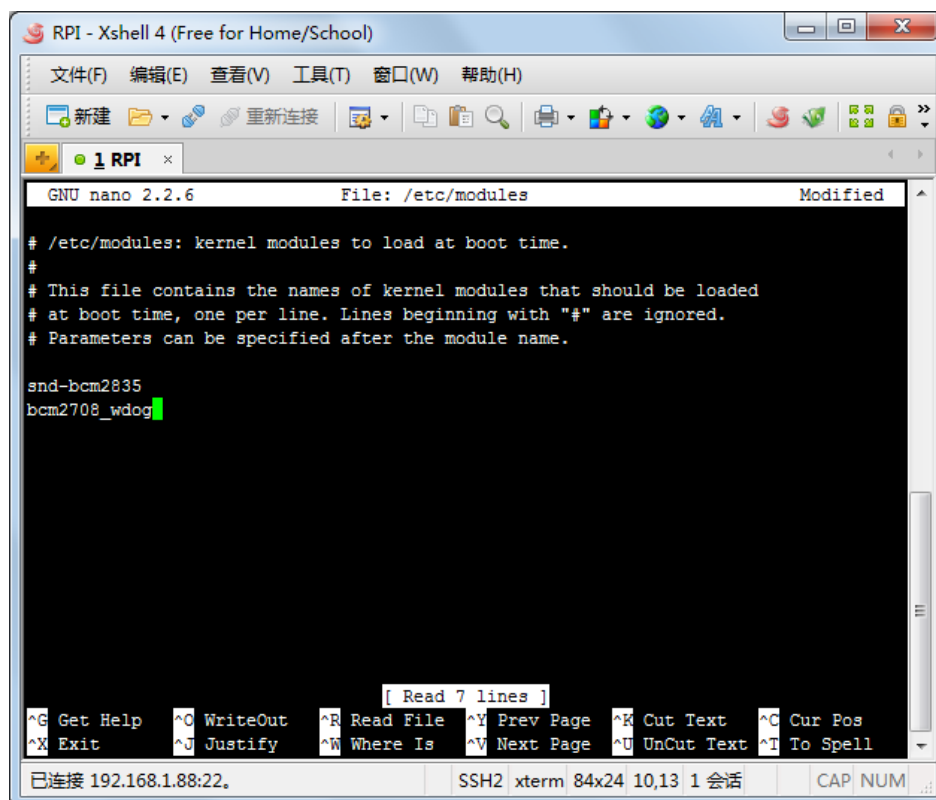 RPI - Xshell 4 (Free for Home/School)
文件(F) 编辑(E) 查看(V) 工具(T) 窗口(W) 帮助(H)
新建 重新连接
1 RPI ×
GNU nano 2.2.6 File: /etc/modules Modified
# /etc/modules: kernel modules to load at boot time.
#
# This file contains the names of kernel modules that should be loaded
# at boot time, one per line. Lines beginning with "#" are ignored.
# Parameters can be specified after the module name.
snd-bcm2835
bcm2708_wdog
[ Read 7 lines ]
^G Get Help ^O WriteOut ^R Read File ^Y Prev Page ^K Cut Text ^C Cur Pos
^X Exit ^J Justify ^W Where Is ^V Next Page ^U UnCut Text ^T To Spell
已连接 192.168.1.88:22。 SSH2 xterm 84x24 10,13 1 会话 CAP NUM